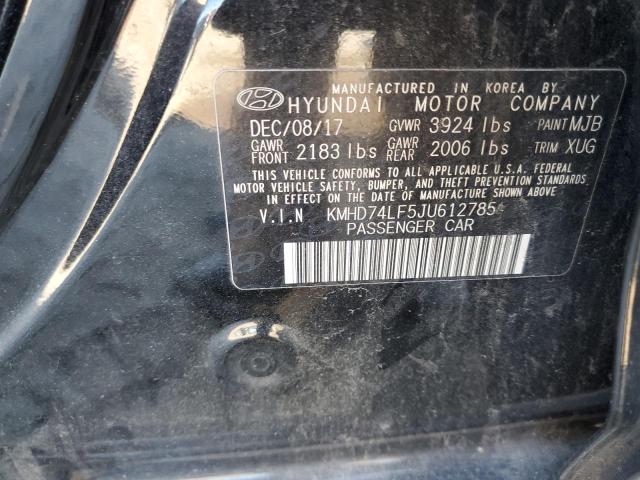 MANUFACTURED IN KOREA BY
HYUNDAI MOTOR COMPANY
DEC/08/17 GVWR 3924 lbs PAINT MJB
GAWR FRONT 2183 lbs GAWR REAR 2006 lbs TRIM XUG
THIS VEHICLE CONFORMS TO ALL APPLICABLE U.S.A. FEDERAL
MOTOR VEHICLE SAFETY, BUMPER, AND THEFT PREVENTION STANDARDS
IN EFFECT ON THE DATE OF MANUFACTURE SHOWN ABOVE
V.I.N KMHD74LF5JU612785
PASSENGER CAR